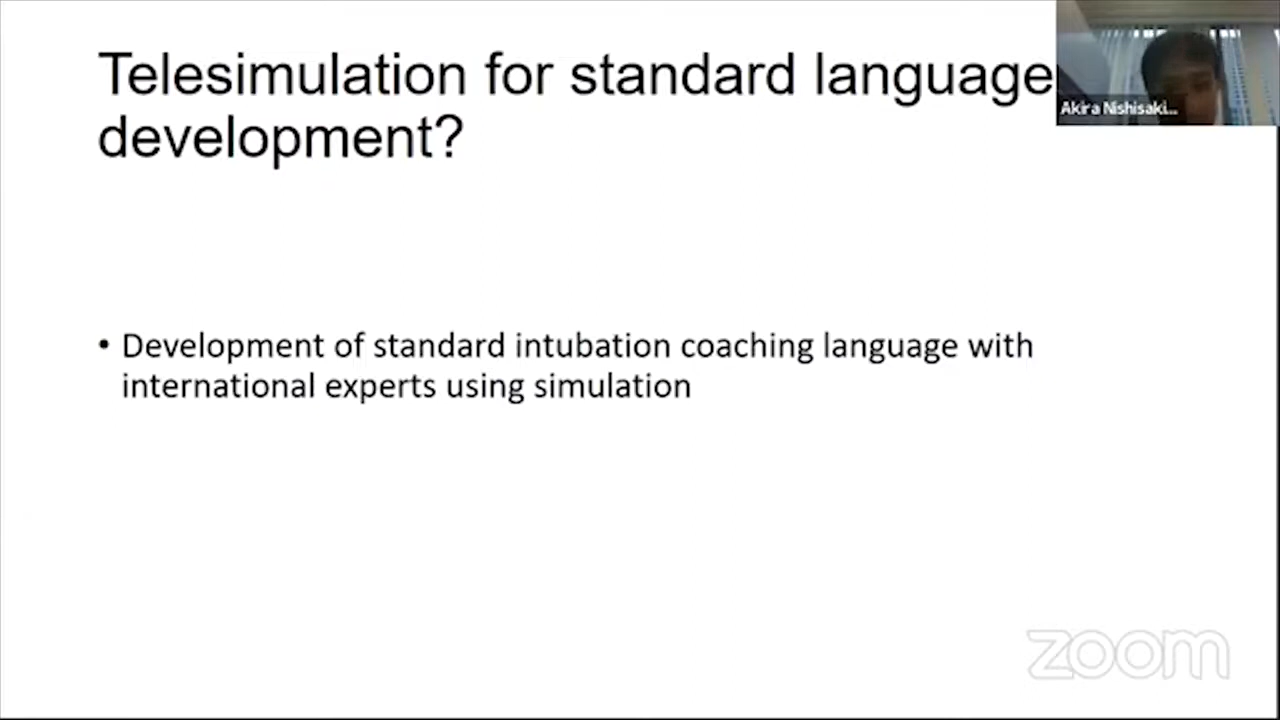 Telesimulation for standard language
development?
Akira Nishisaki...
• Development of standard intubation coaching language with
international experts using simulation
zoom